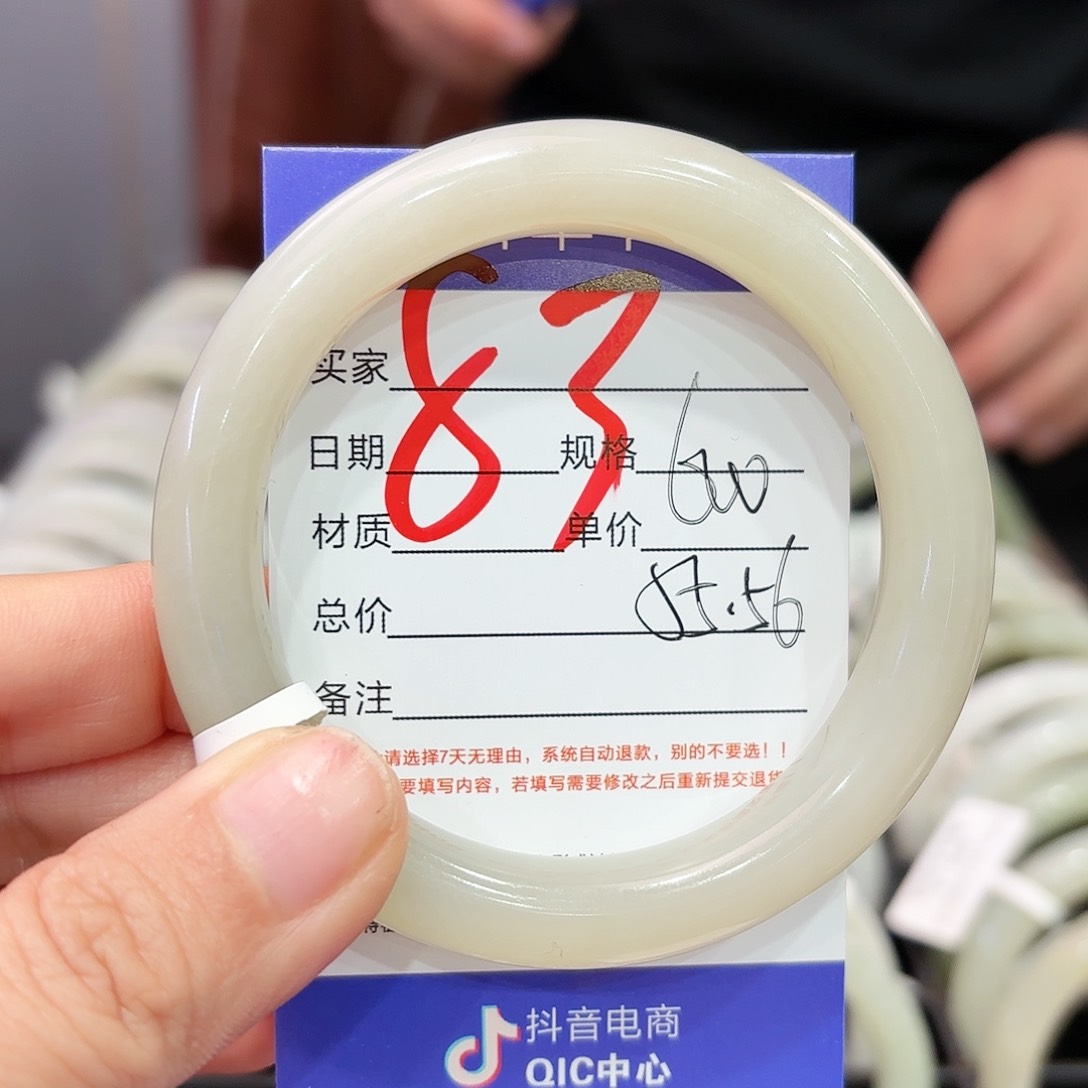 83
买家
日期 规格 600
材质 单价
总价 57.56
备注
请选择7天无理由，系统自动退款，别的不要选！！
要填写内容，若填写需要修改之后重新提交退货
抖音电商
QIC中心